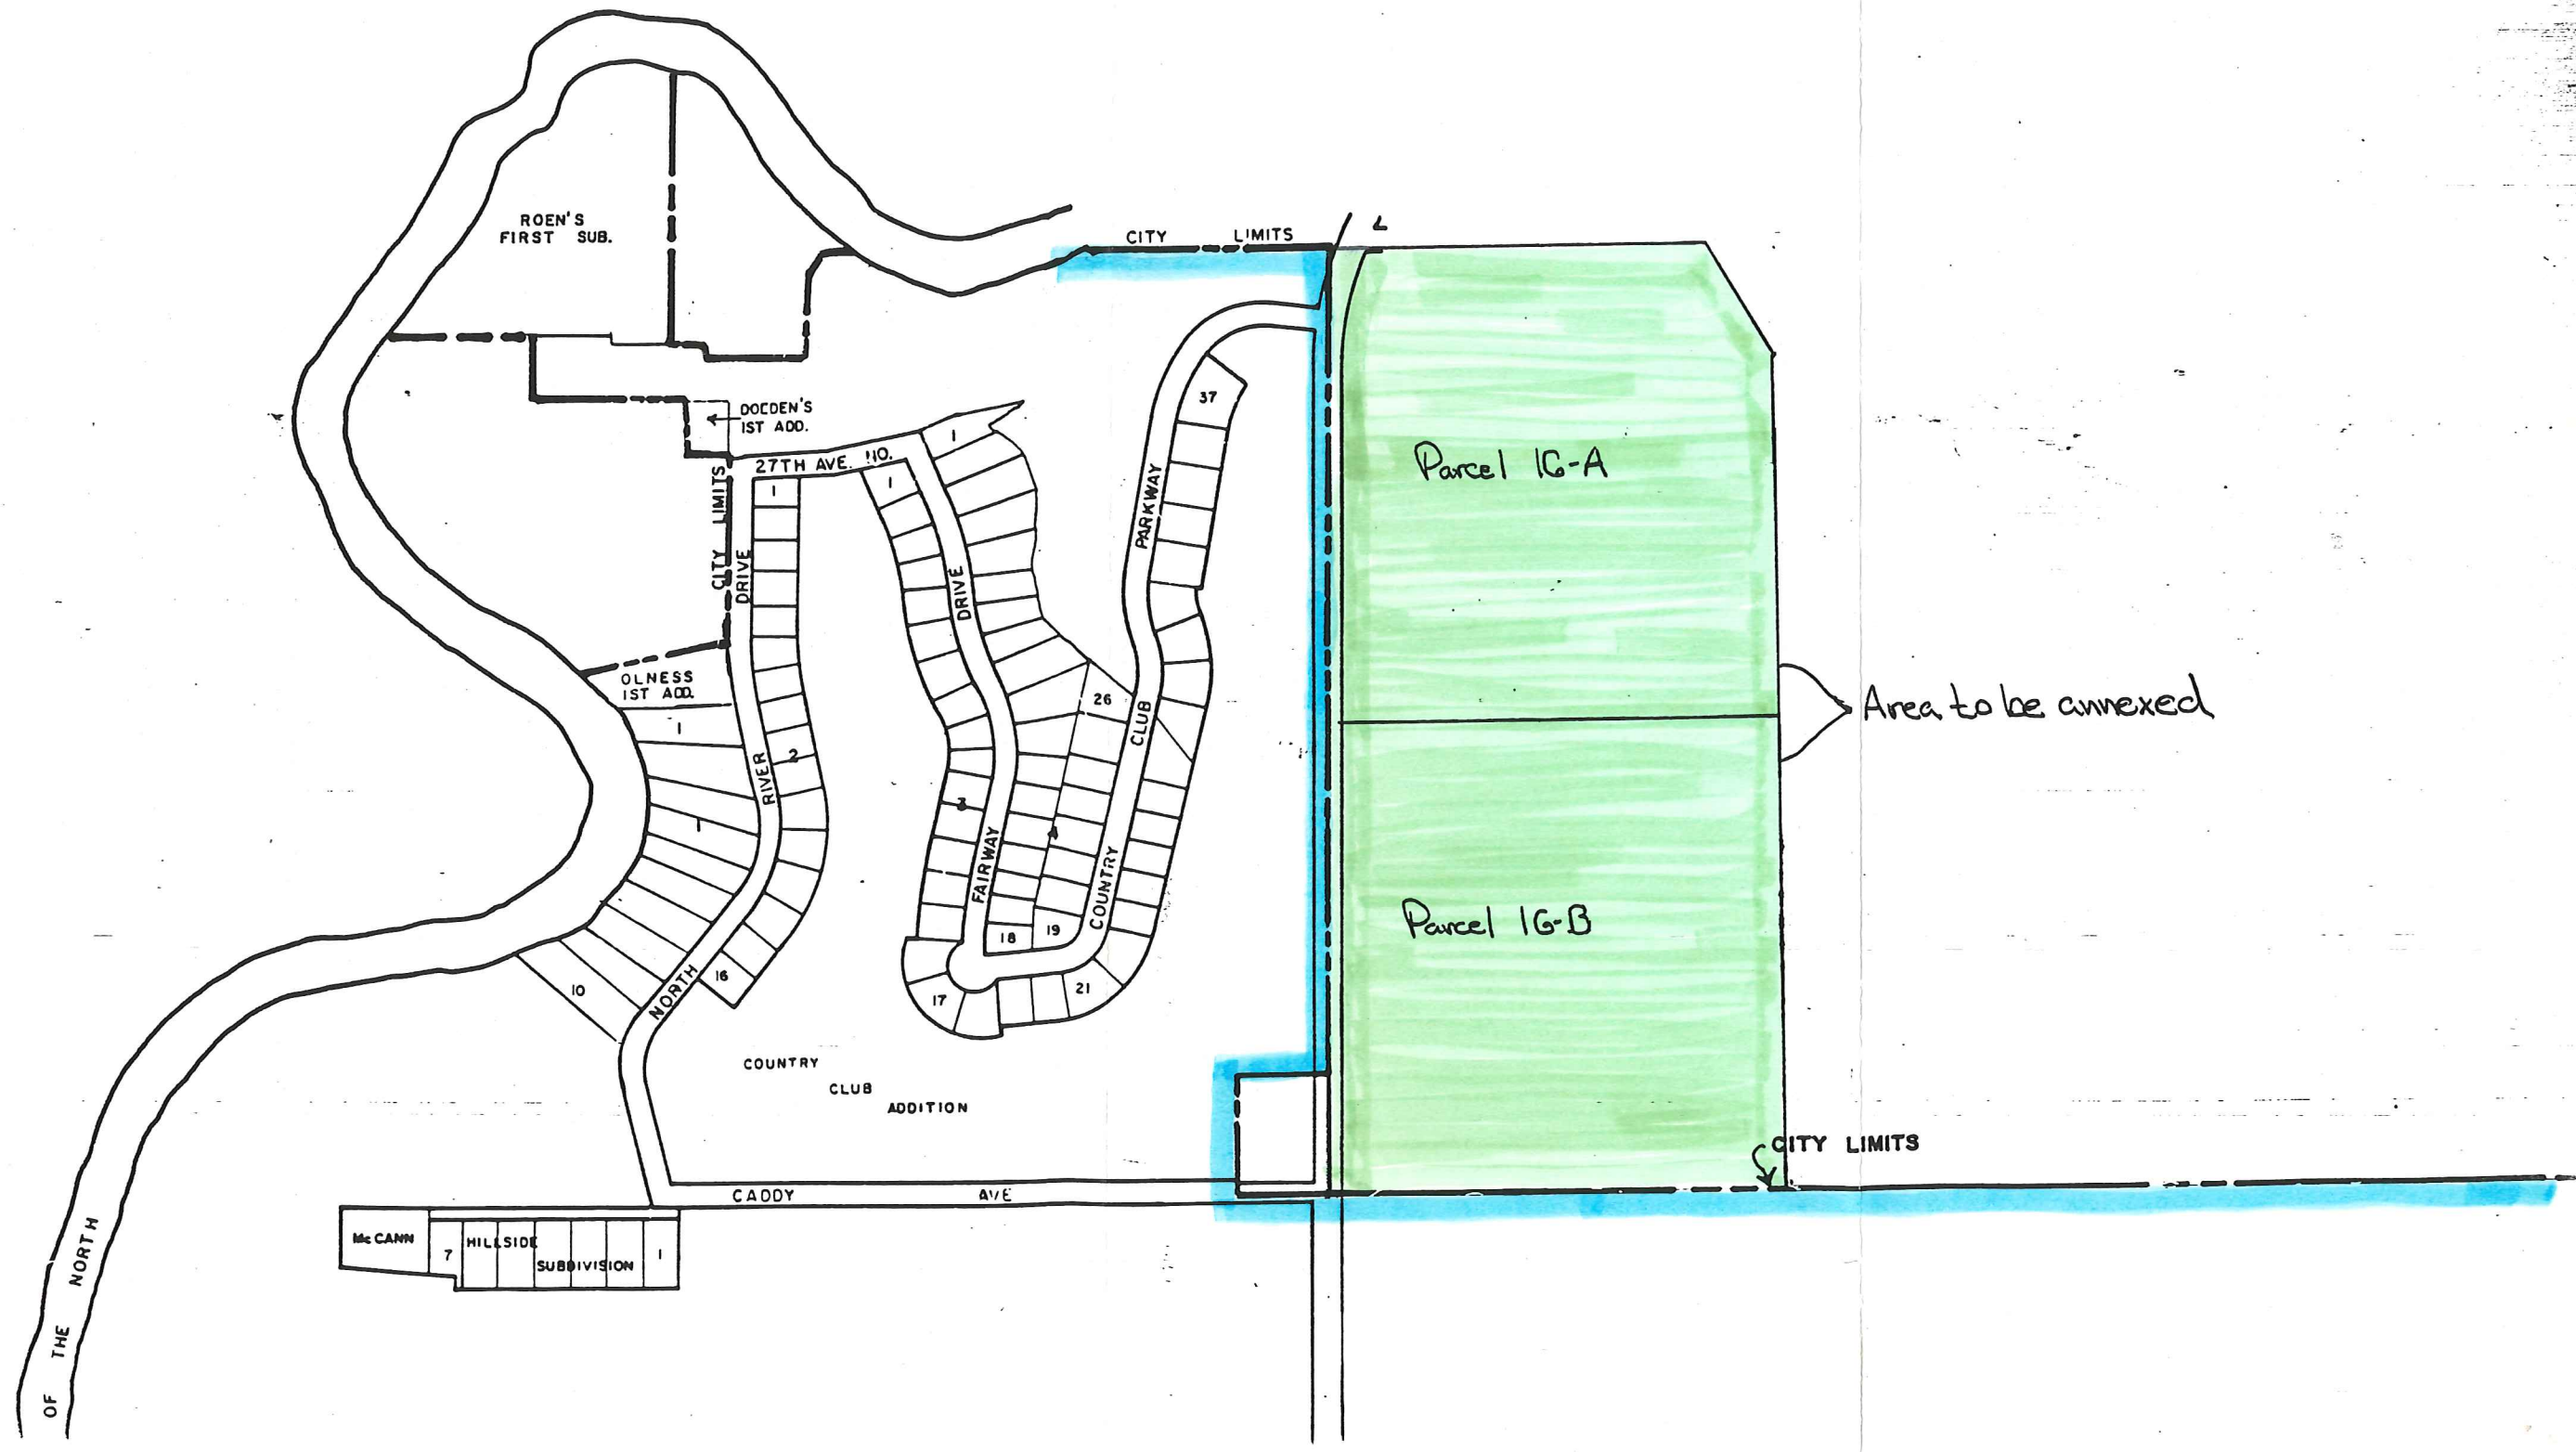 ROEN'S
FIRST SUB.
CITY LIMITS
DOEDEN'S
1ST ADD.
27TH AVE. NO.
CITY LIMITS
1
1
1
37
Parcel 1G-A
PARKWAY
DRIVE
DRIVE
OLNESS
1ST ADD.
1
26
Area to be annexed
CLUB
2
RIVER
3
4
1
FAIRWAY
COUNTRY
Parcel 1G-B
18
19
16
10
NORTH
17
21
COUNTRY
CLUB
ADDITION
CITY LIMITS
CADDY AVE
McCANN
7
HILLSIDE
SUBDIVISION
1
OF THE NORTH